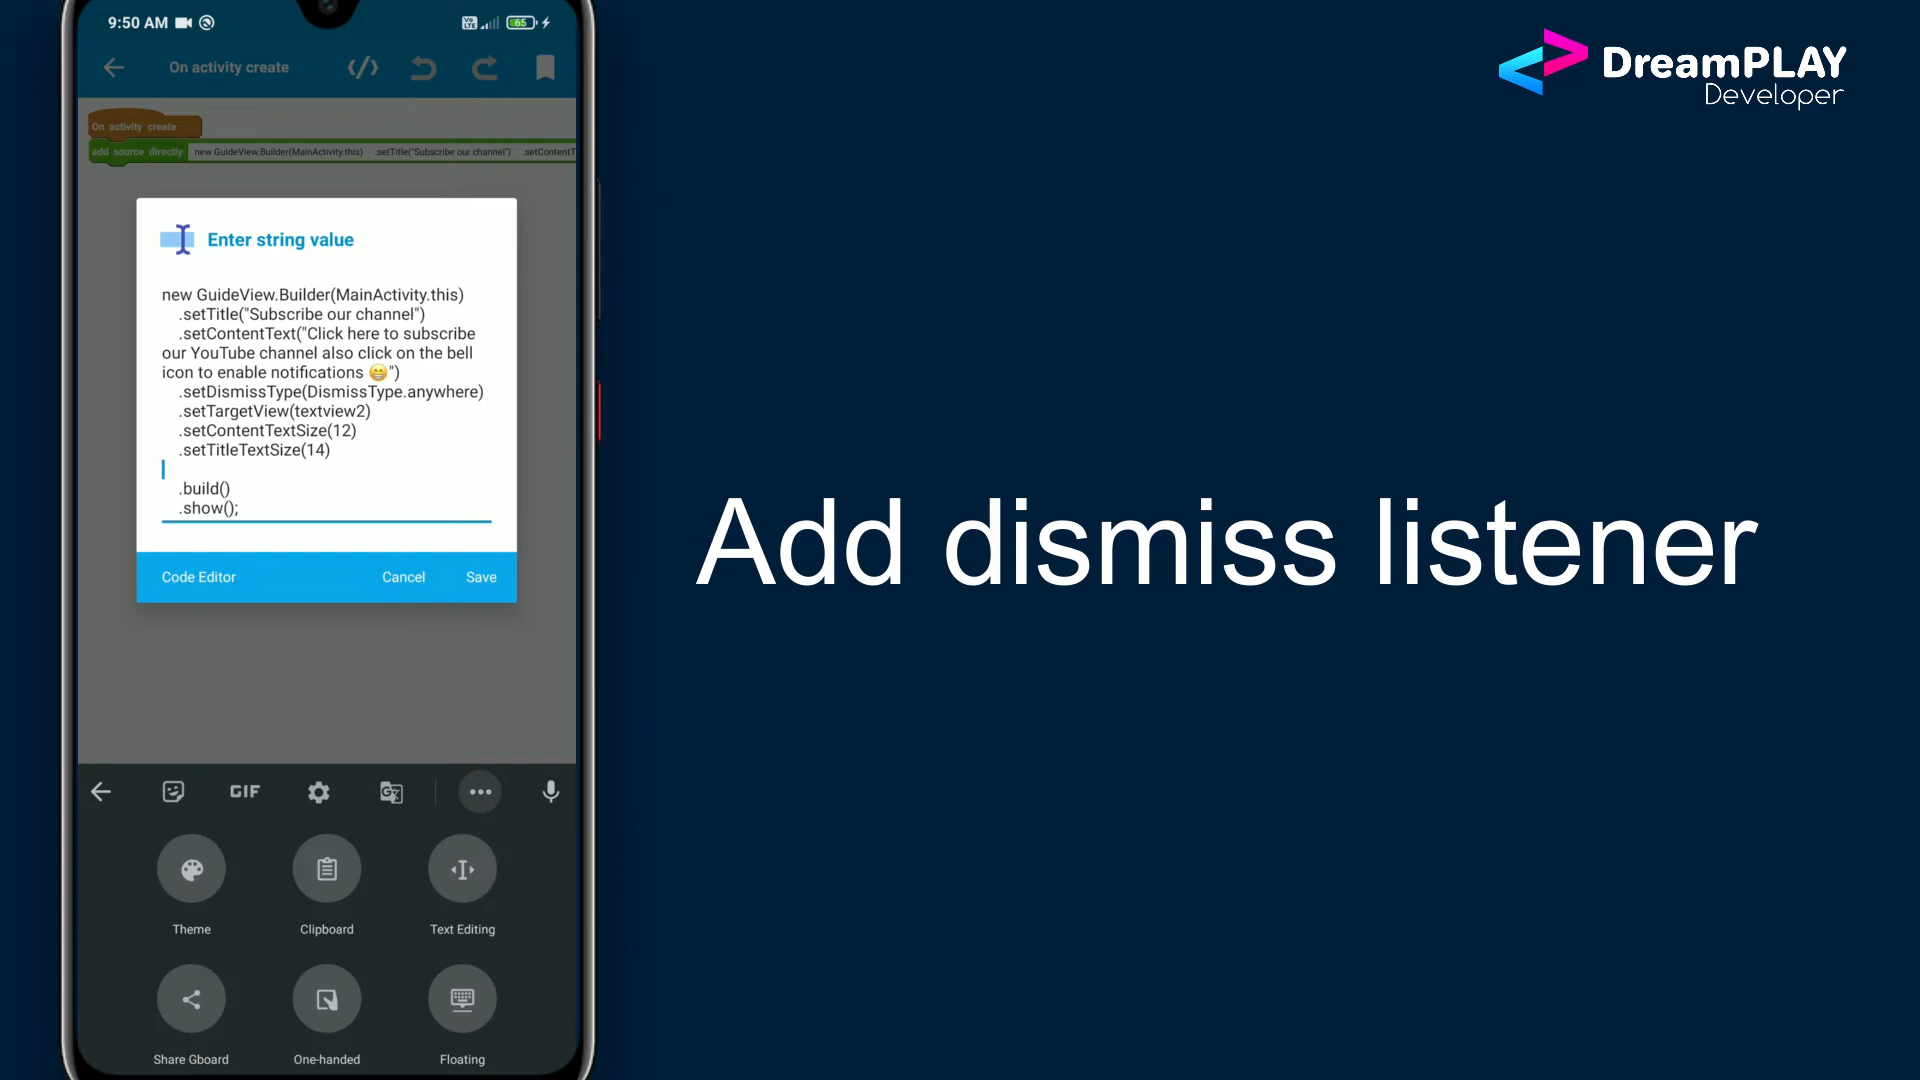 9:50 AM
Vo LTE
65
On activity create
On activity create
add source directly new GuideView.Builder(MainActivity.this) .setTitle("Subscribe our channel") .setContentT
Enter string value
new GuideView.Builder(MainActivity.this)
.setTitle("Subscribe our channel")
.setContentText("Click here to subscribe
our YouTube channel also click on the bell
icon to enable notifications 😁")
.setDismissType(DismissType.anywhere)
.setTargetView(textview2)
.setContentTextSize(12)
.setTitleTextSize(14)
.build()
.show();
Code Editor Cancel Save
GIF
Theme Clipboard Text Editing
Share Gboard One-handed Floating
DreamPLAY
Developer
Add dismiss listener